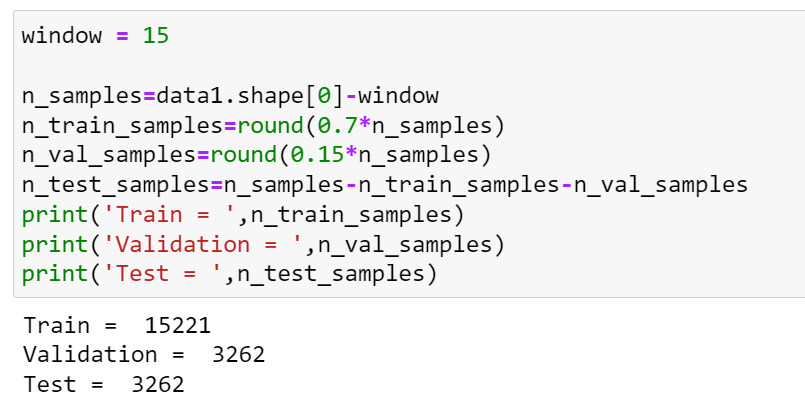 window = 15
n_samples=data1.shape[0]-window
n_train_samples=round(0.7*n_samples)
n_val_samples=round(0.15*n_samples)
n_test_samples=n_samples-n_train_samples-n_val_samples
print('Train = ',n_train_samples)
print('Validation = ',n_val_samples)
print('Test = ',n_test_samples)
Train =  15221
Validation =  3262
Test =  3262